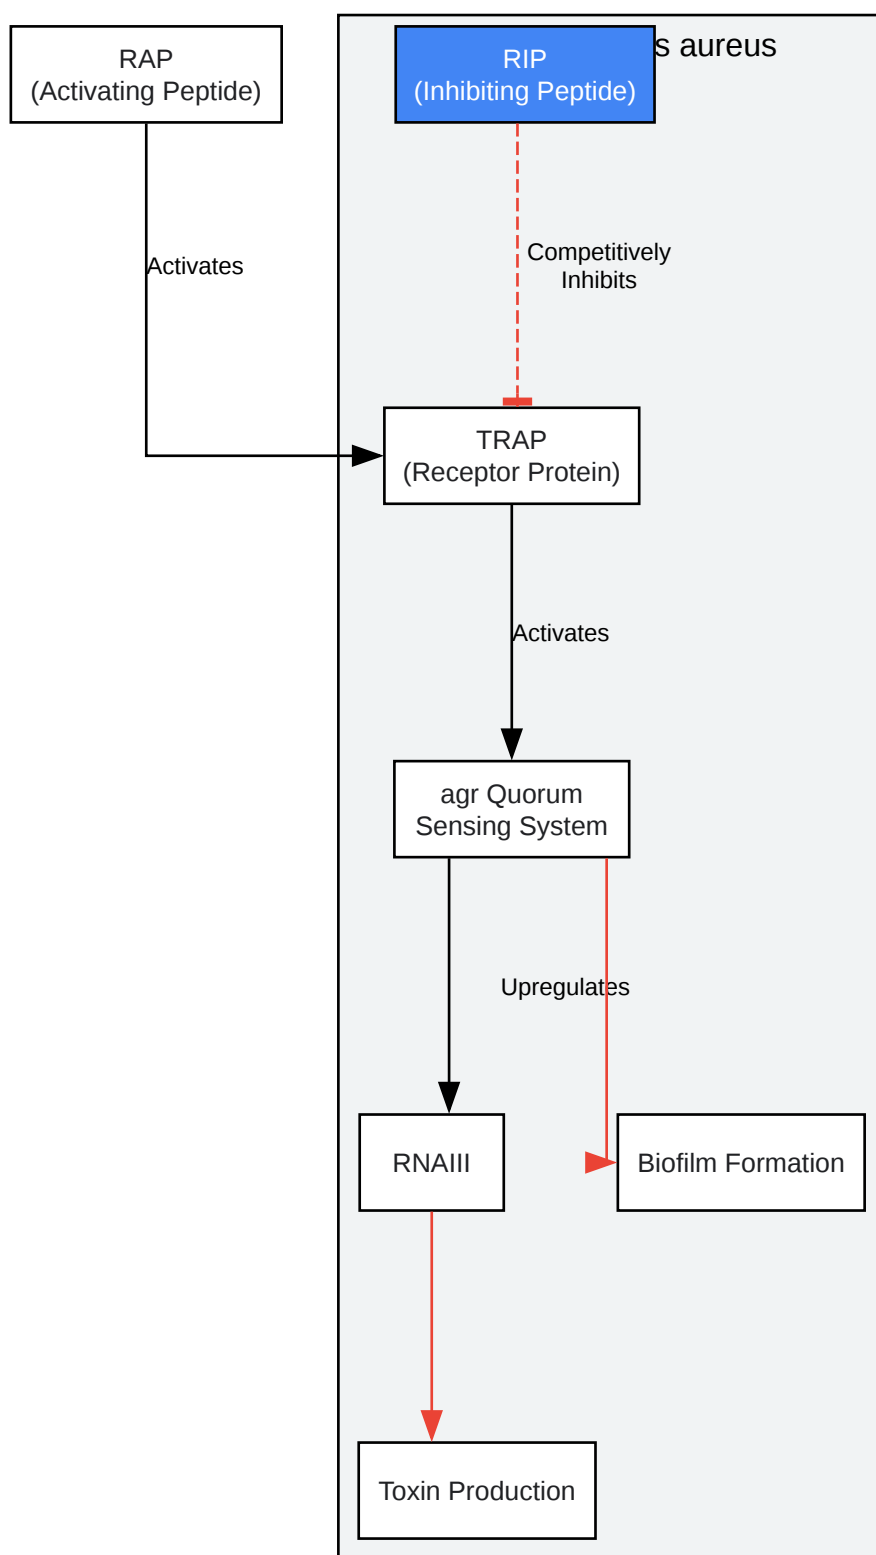 RAP
(Activating Peptide)
RIP
(Inhibiting Peptide)
s aureus
Activates
Competitively
Inhibits
TRAP
(Receptor Protein)
Activates
agr Quorum
Sensing System
Upregulates
RNAIII
Biofilm Formation
Toxin Production